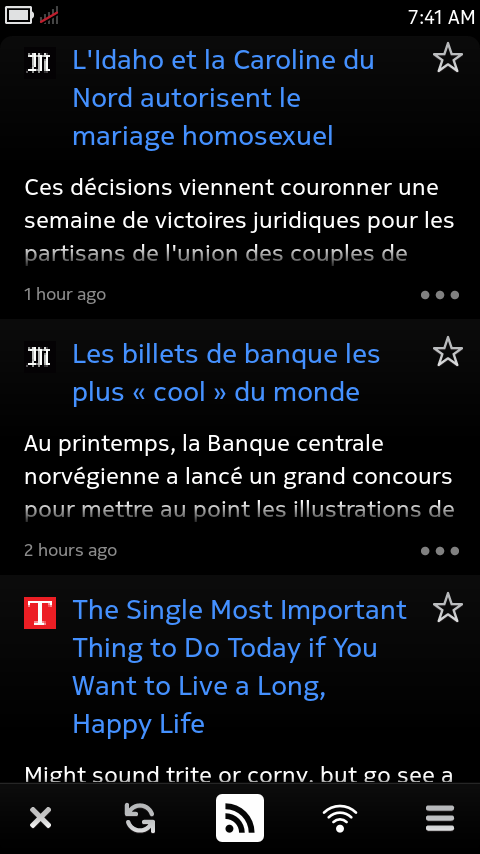 7:41 AM
L'Idaho et la Caroline du
Nord autorisent le
mariage homosexuel
Ces décisions viennent couronner une
semaine de victoires juridiques pour les
partisans de l'union des couples de
1 hour ago
Les billets de banque les
plus « cool » du monde
Au printemps, la Banque centrale
norvégienne a lancé un grand concours
pour mettre au point les illustrations de
2 hours ago
T
The Single Most Important
Thing to Do Today if You
Want to Live a Long,
Happy Life
Might sound trite or corny, but go see a